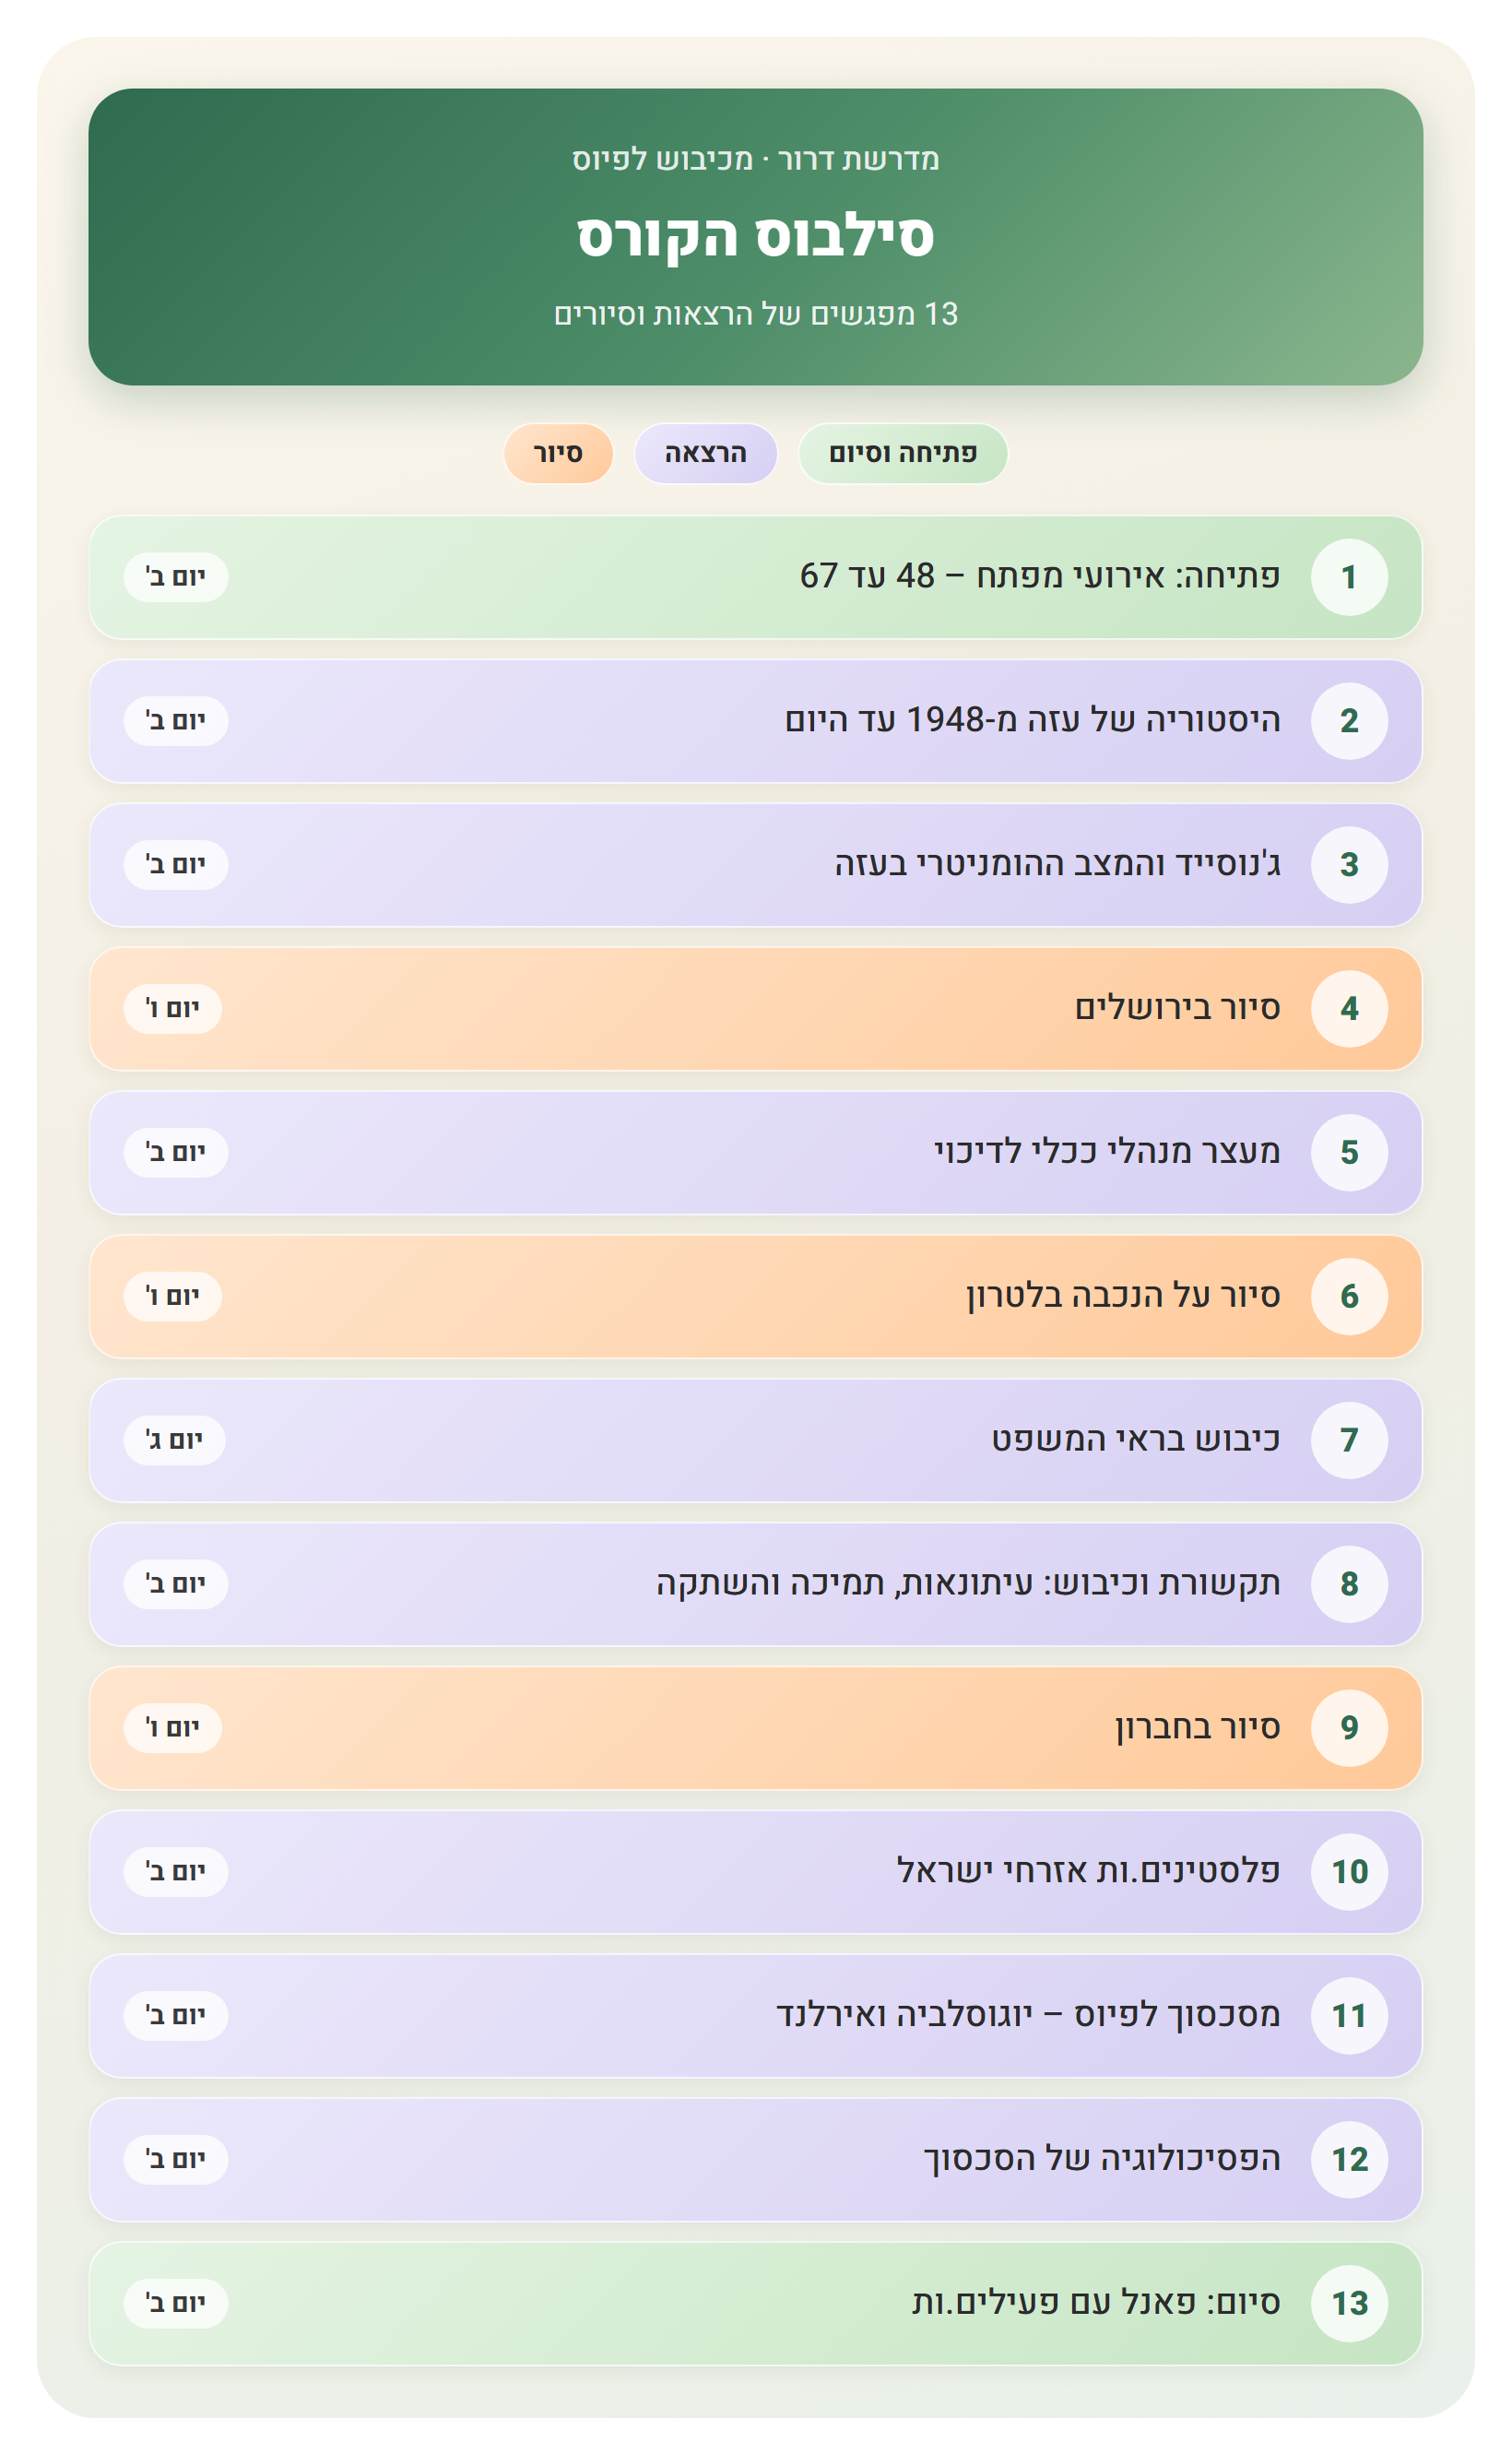 מדרשת דרור · מכיבוש לפיוס
סילבוס הקורס
13 מפגשים של הרצאות וסיורים
פתיחה וסיום הרצאה סיור
1 פתיחה: אירועי מפתח – 48 עד 67 יום ב'
2 היסטוריה של עזה מ-1948 עד היום יום ב'
3 ג'נוסייד והמצב ההומניטרי בעזה יום ב'
4 סיור בירושלים יום ו'
5 מעצר מנהלי ככלי לדיכוי יום ב'
6 סיור על הנכבה בלטרון יום ו'
7 כיבוש בראי המשפט יום ג'
8 תקשורת וכיבוש: עיתונאות, תמיכה והשתקה יום ב'
9 סיור בחברון יום ו'
10 פלסטינים.ות אזרחי ישראל יום ב'
11 מסכסוך לפיוס – יוגוסלביה ואירלנד יום ב'
12 הפסיכולוגיה של הסכסוך יום ב'
13 סיום: פאנל עם פעילים.ות יום ב'